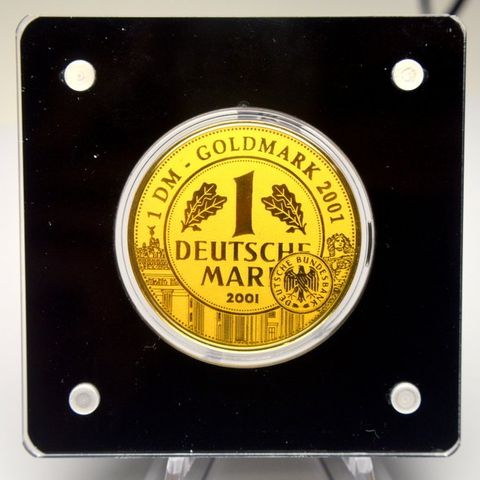 1 DM - GOLDMARK 2001
1
DEUTSCHE
MARK
2001
DEUTSCHE BUNDESBANK